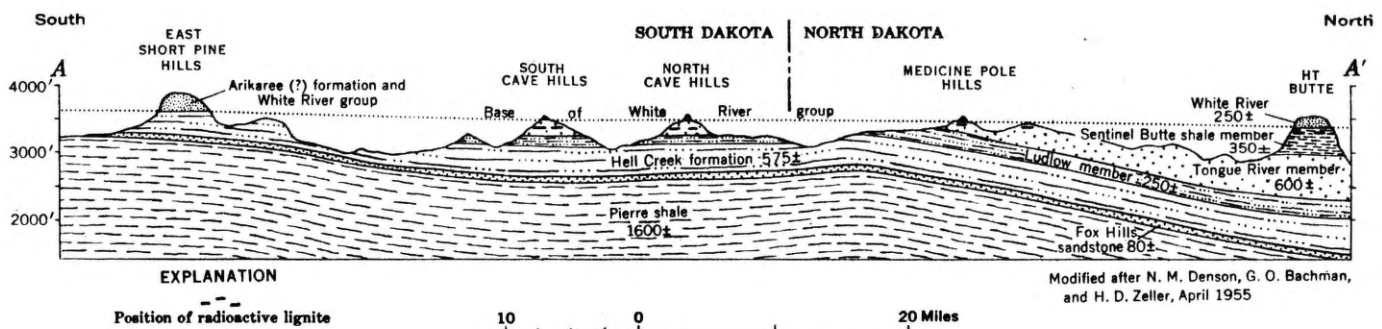 South
North
EAST
SHORT PINE
HILLS
SOUTH DAKOTA NORTH DAKOTA
SOUTH
CAVE HILLS
NORTH
CAVE HILLS
MEDICINE POLE
HILLS
HT
BUTTE
A
A'
4000'
3000'
2000'
Arikaree (?) formation and
White River group
Base of White River group
White River
250±
Sentinel Butte shale member
350±
Tongue River member
600±
Hell Creek formation 575±
Ludlow member 250±
Pierre shale
1600±
Fox Hills
sandstone 80±
4000'
3000'
2000'
EXPLANATION
Position of radioactive lignite
Modified after N. M. Denson, G. O. Bachman,
and H. D. Zeller, April 1955
10 0 20 Miles